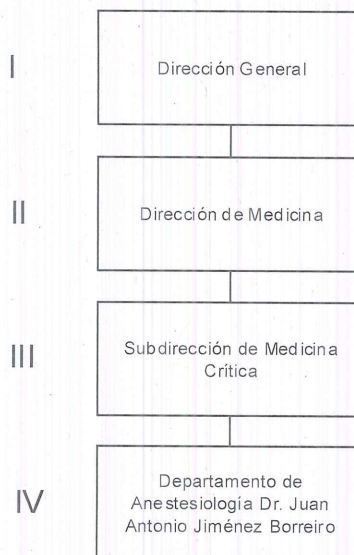 I
Dirección General
II
Dirección de Medicina
III
Subdirección de Medicina
Crítica
IV
Departamento de
Anestesiología Dr. Juan
Antonio Jiménez Borreiro